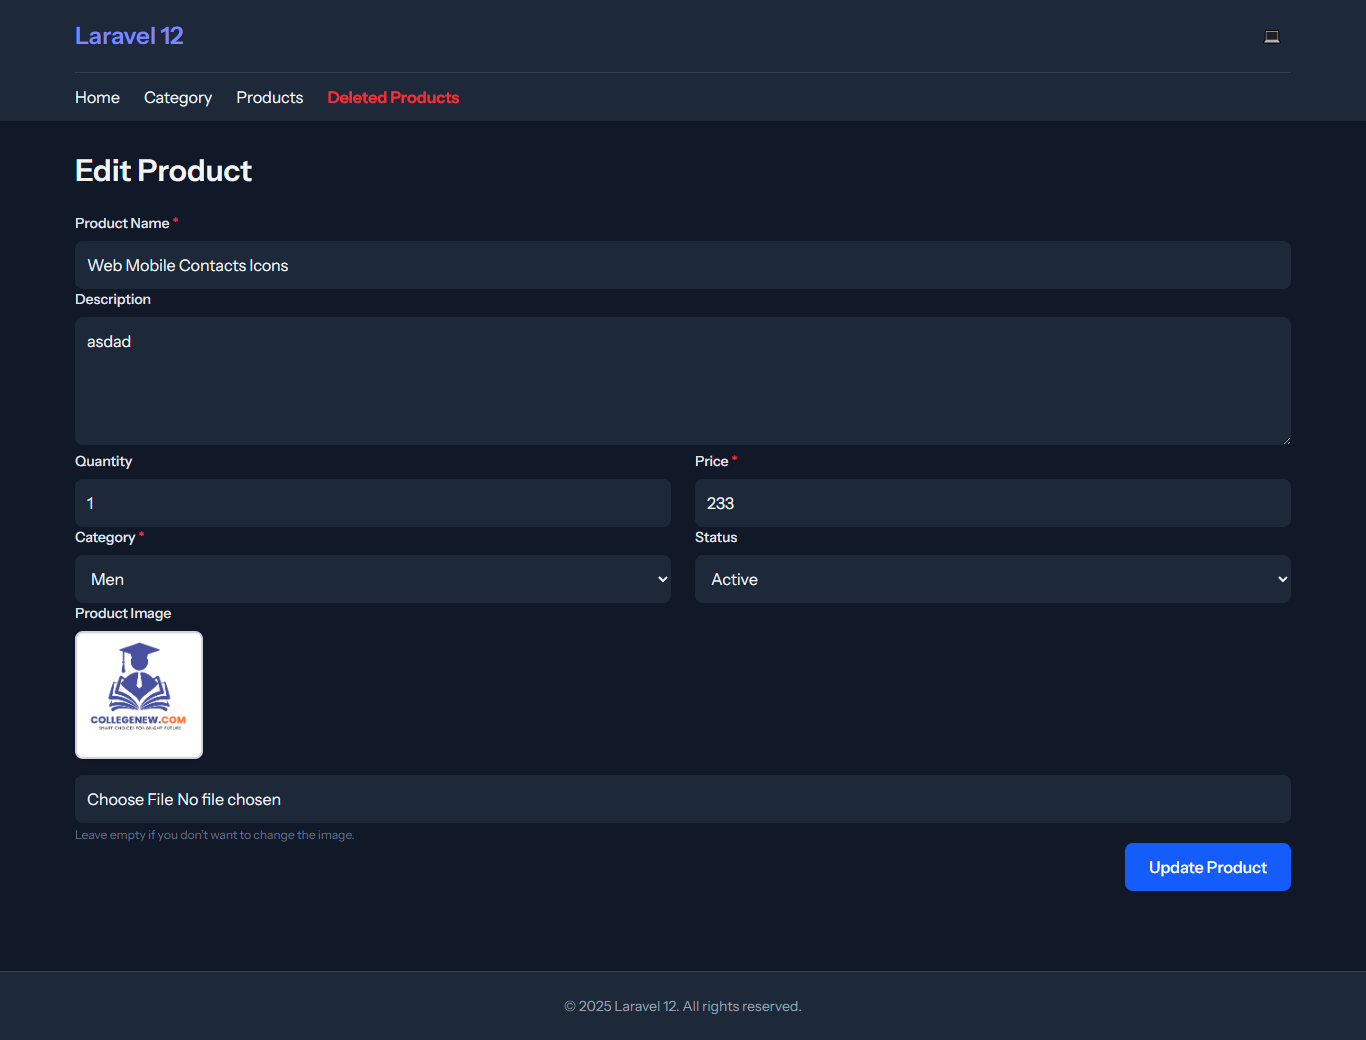 Laravel 12
Home Category Products Deleted Products
Edit Product
Product Name *
Web Mobile Contacts Icons
Description
asdad
Quantity
Price *
1
233
Category *
Status
Men
Active
Product Image
COLLEGENEW.COM
SMART CHOICES FOR BRIGHT FUTURE
Choose File No file chosen
Leave empty if you don't want to change the image.
Update Product
© 2025 Laravel 12. All rights reserved.